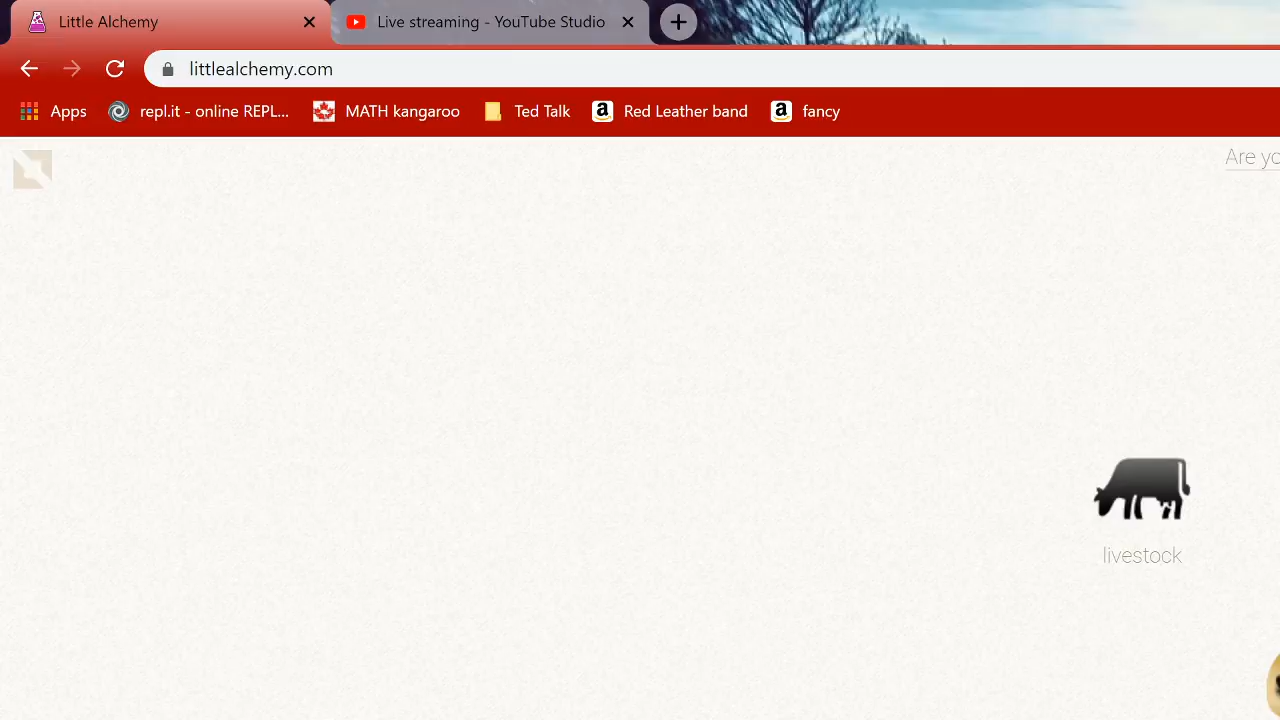 Little Alchemy
Live streaming - YouTube Studio
littlealchemy.com
Apps
repl.it - online REPL...
MATH kangaroo
Ted Talk
Red Leather band
fancy
Are
livestock